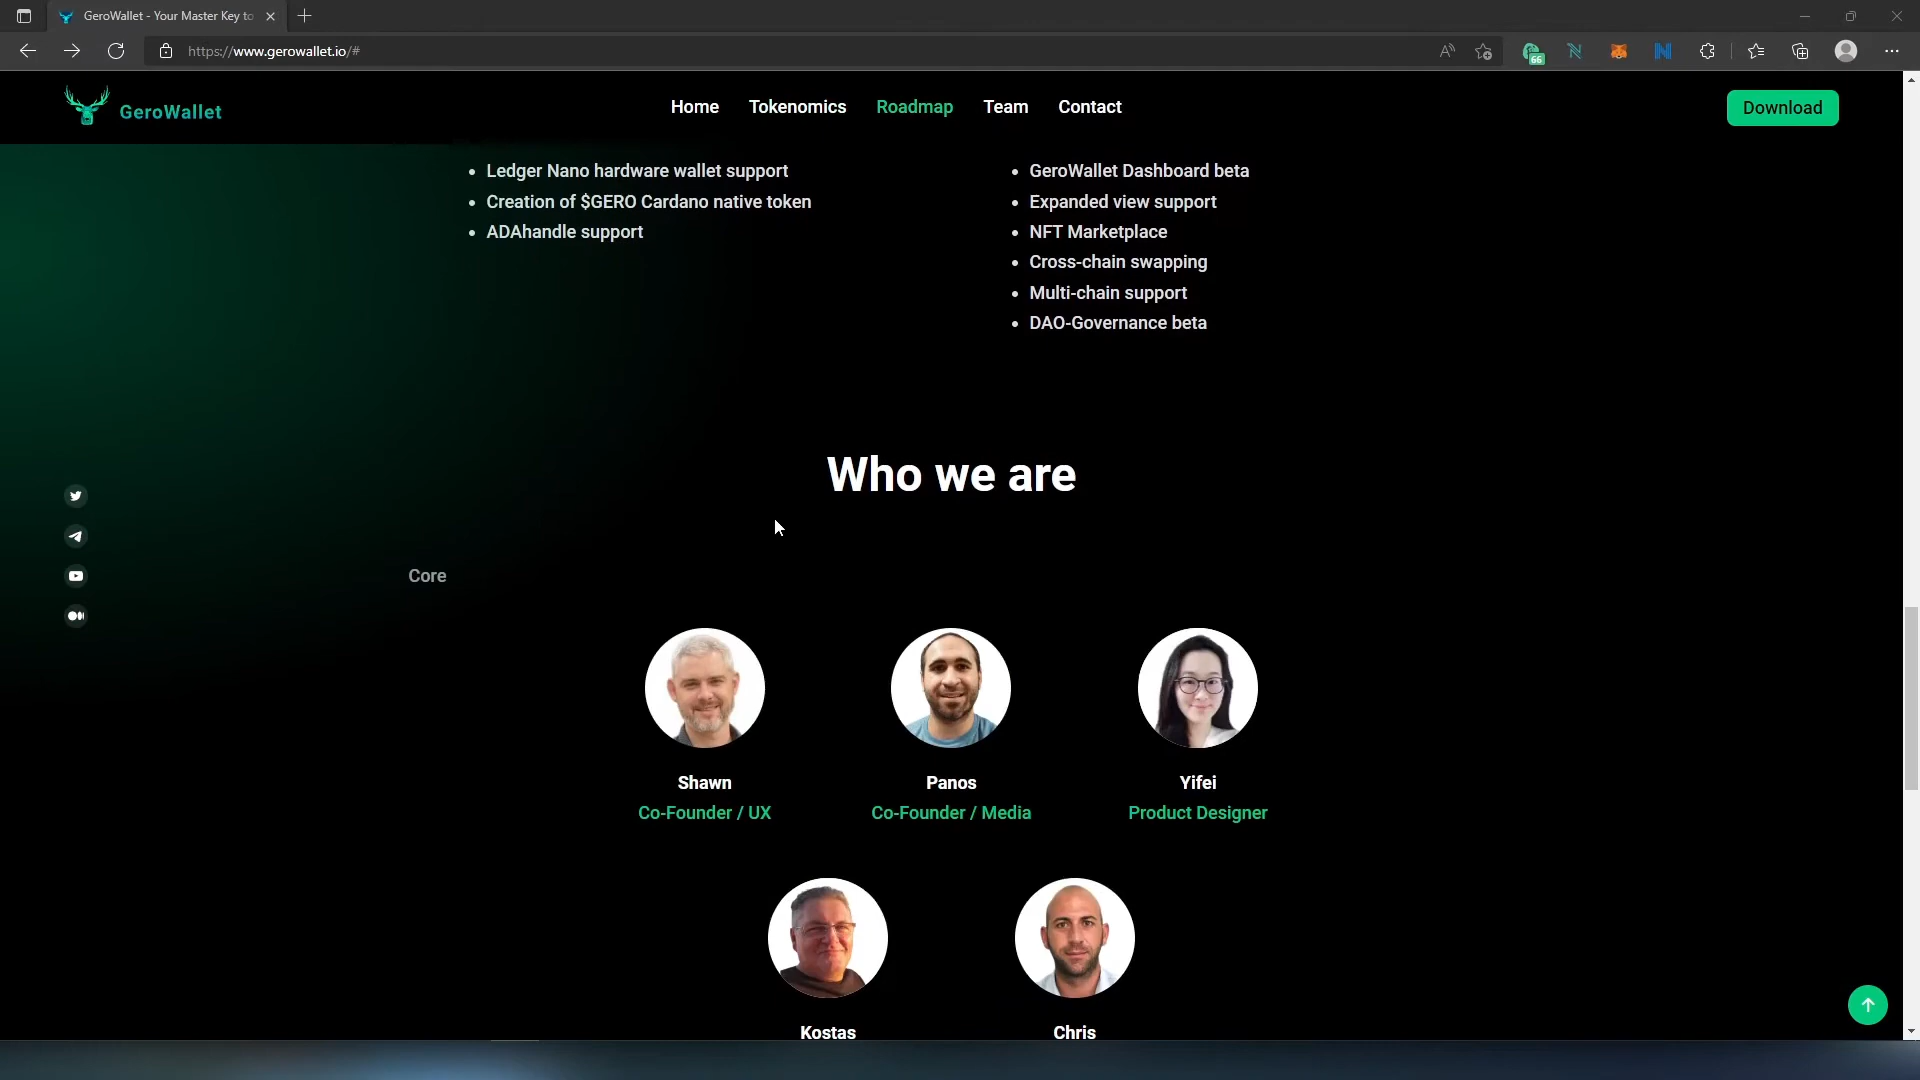 GeroWallet - Your Master Key to
https://www.gerowallet.io/#
66
GeroWallet
Home
Tokenomics
Roadmap
Team
Contact
Download
Ledger Nano hardware wallet support
Creation of $GERO Cardano native token
ADAhandle support
GeroWallet Dashboard beta
Expanded view support
NFT Marketplace
Cross-chain swapping
Multi-chain support
DAO-Governance beta
Who we are
Core
Shawn
Co-Founder / UX
Panos
Co-Founder / Media
Yifei
Product Designer
Kostas
Chris